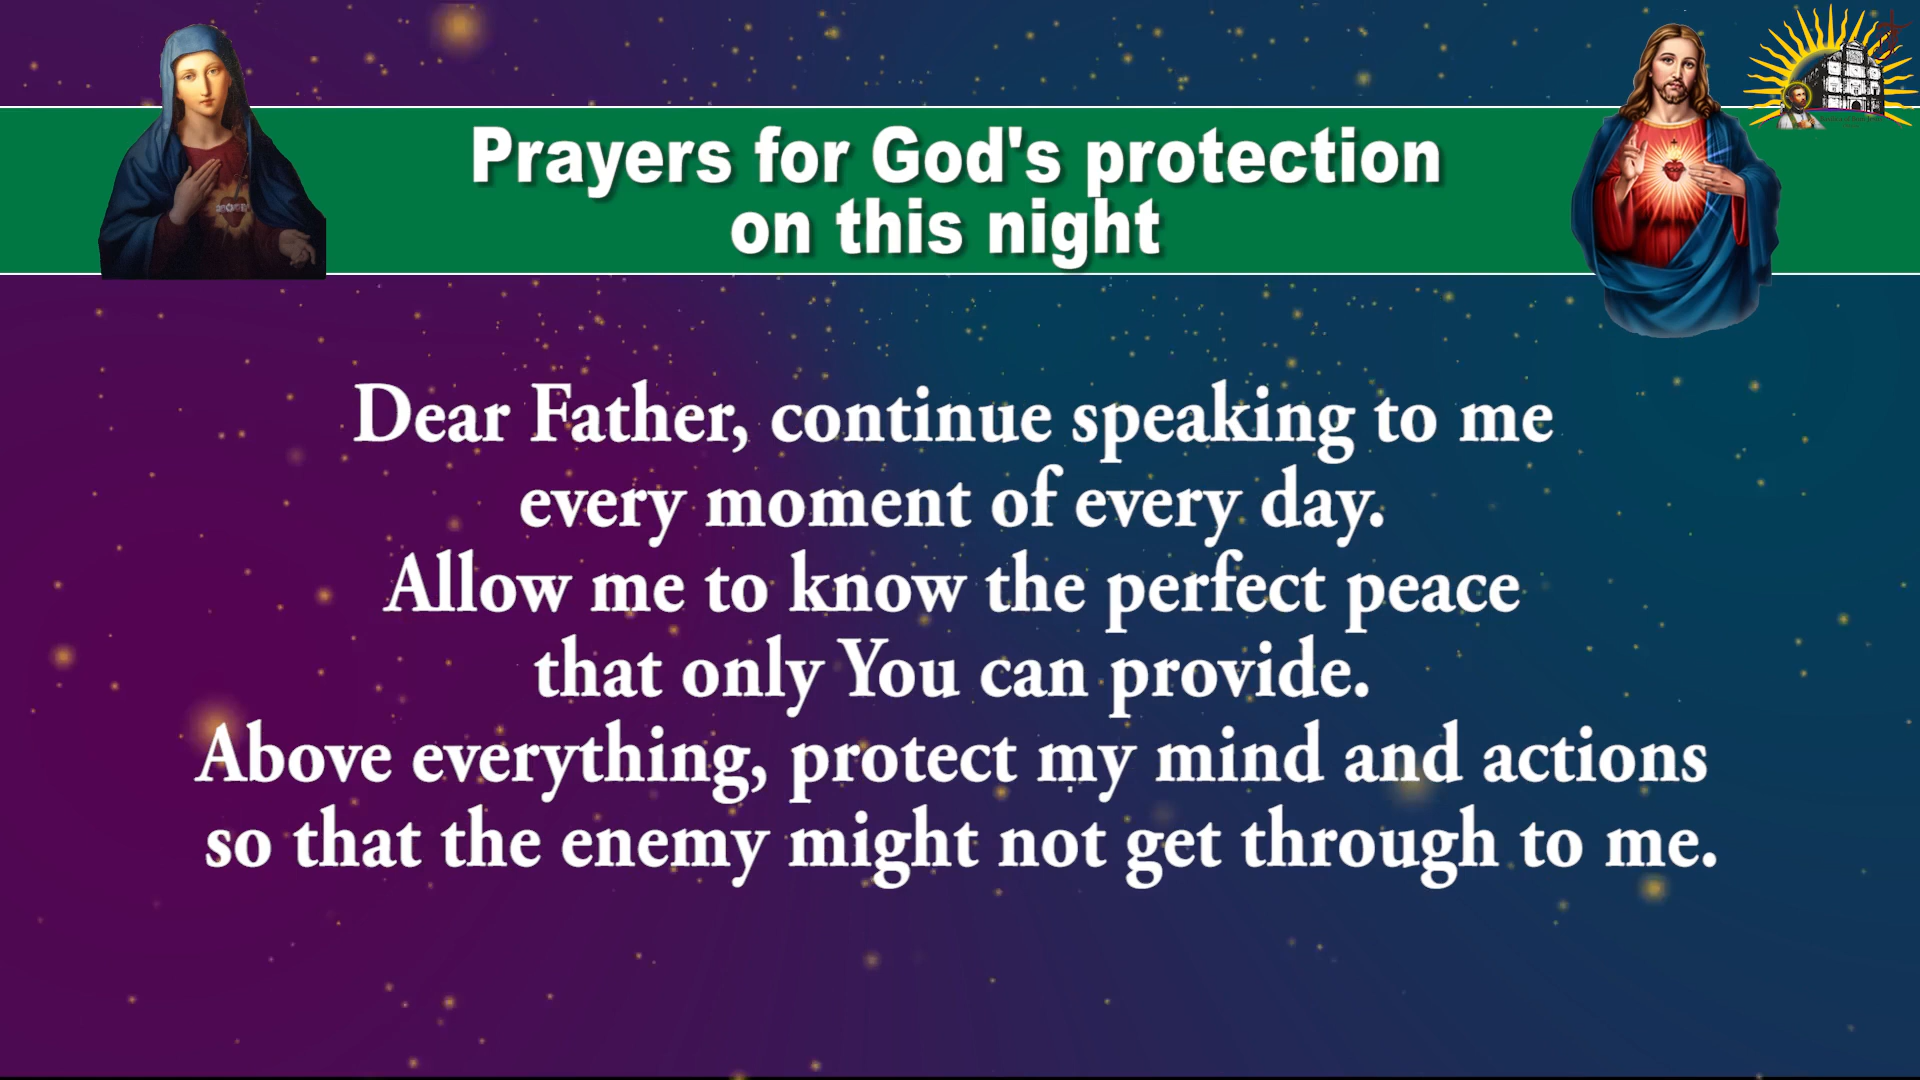 Prayers for God's protection
on this night
Dear Father, continue speaking to me
every moment of every day.
Allow me to know the perfect peace
that only You can provide.
Above everything, protect my mind and actions
so that the enemy might not get through to me.